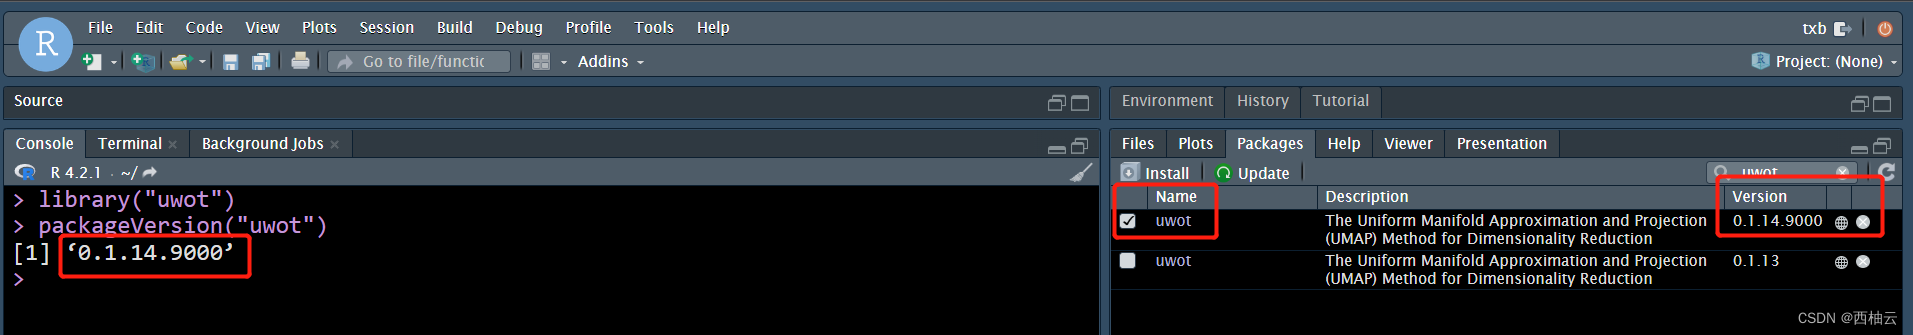 R File Edit Code View Plots Session Build Debug Profile Tools Help txb
Go to file/functic Addins Project: (None)
Source
Environment History Tutorial
Console Terminal Background Jobs
Files Plots Packages Help Viewer Presentation
R 4.2.1 · ~/
Install Update uwot
> library("uwot")
> packageVersion("uwot")
[1] ‘0.1.14.9000’
>
Name Description Version
uwot The Uniform Manifold Approximation and Projection 0.1.14.9000
(UMAP) Method for Dimensionality Reduction
uwot The Uniform Manifold Approximation and Projection 0.1.13
(UMAP) Method for Dimensionality Reduction
CSDN @西柚云